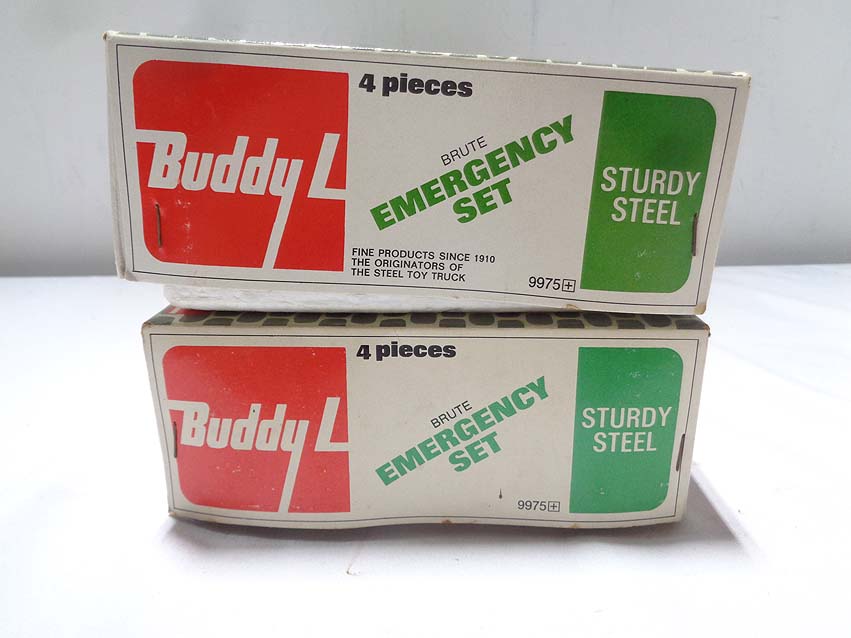 4 pieces
Buddy L
BRUTE
EMERGENCY
SET
STURDY
STEEL
FINE PRODUCTS SINCE 1910
THE ORIGINATORS OF
THE STEEL TOY TRUCK
9975+
4 pieces
Buddy L
BRUTE
EMERGENCY
SET
STURDY
STEEL
9975+